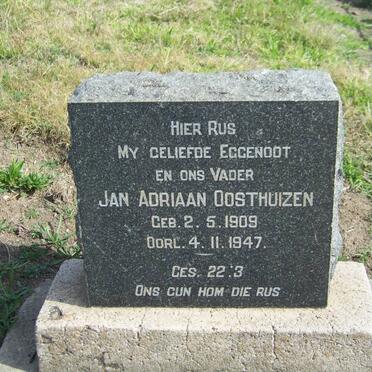 HIER RUS
MY GELIEFDE EGGENOOT
EN ONS VADER
JAN ADRIAAN OOSTHUIZEN
GEB. 2. 5. 1909
OORL. 4. 11. 1947.
GES. 22:3
ONS GUN HOM DIE RUS